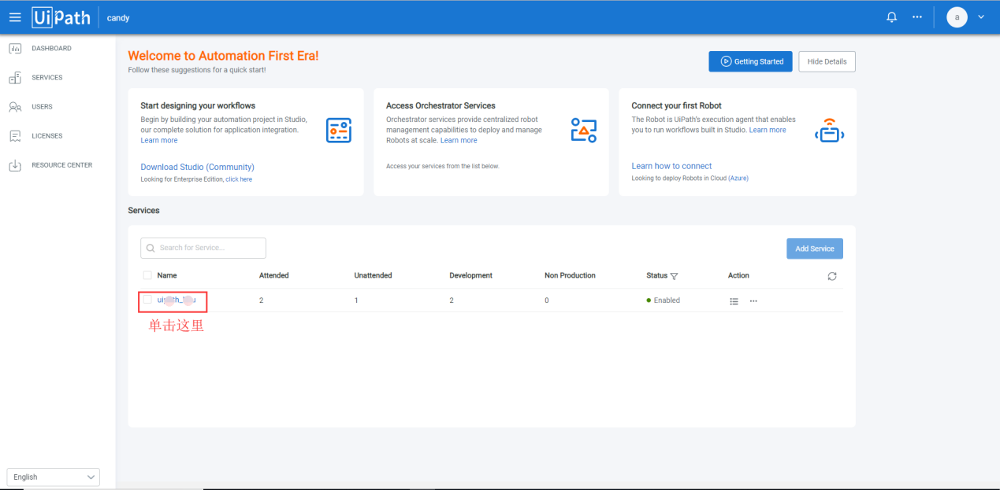 UiPath candy
a
DASHBOARD
SERVICES
USERS
LICENSES
RESOURCE CENTER
Welcome to Automation First Era!
Follow these suggestions for a quick start!
Getting Started
Hide Details
Start designing your workflows
Begin by building your automation project in Studio,
our complete solution for application integration.
Learn more
Download Studio (Community)
Looking for Enterprise Edition, click here
Access Orchestrator Services
Orchestrator services provide centralized robot
management capabilities to deploy and manage
Robots at scale. Learn more
Access your services from the list below.
Connect your first Robot
The Robot is UiPath's execution agent that enables
you to run workflows built in Studio. Learn more
Learn how to connect
Looking to deploy Robots in Cloud (Azure)
Services
Search for Service...
Add Service
Name Attended Unattended Development Non Production Status Action
2 1 2 0 Enabled
单击这里
English